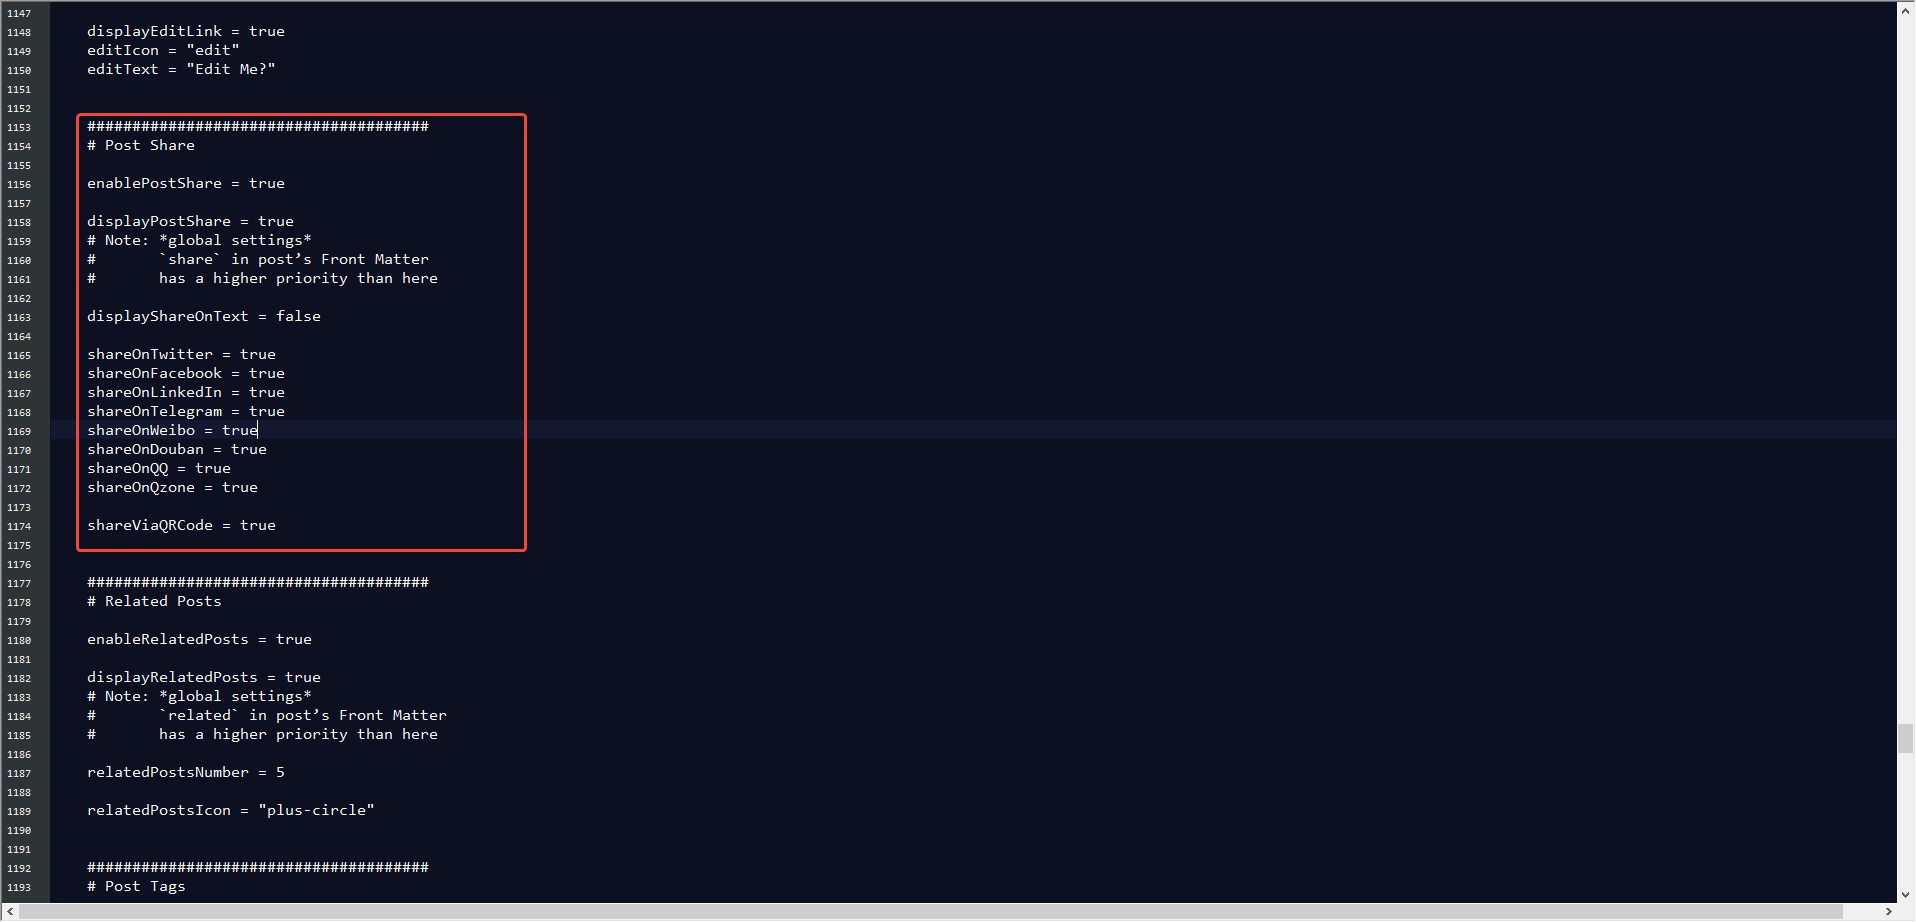 1147
1148 displayEditLink = true
1149 editIcon = "edit"
1150 editText = "Edit Me?"
1151
1152
1153 ######################################
1154 # Post Share
1155
1156 enablePostShare = true
1157
1158 displayPostShare = true
1159 # Note: *global settings*
1160 #       `share` in post’s Front Matter
1161 #       has a higher priority than here
1162
1163 displayShareOnText = false
1164
1165 shareOnTwitter = true
1166 shareOnFacebook = true
1167 shareOnLinkedIn = true
1168 shareOnTelegram = true
1169 shareOnWeibo = true
1170 shareOnDouban = true
1171 shareOnQQ = true
1172 shareOnQzone = true
1173
1174 shareViaQRCode = true
1175
1176
1177 ######################################
1178 # Related Posts
1179
1180 enableRelatedPosts = true
1181
1182 displayRelatedPosts = true
1183 # Note: *global settings*
1184 #       `related` in post’s Front Matter
1185 #       has a higher priority than here
1186
1187 relatedPostsNumber = 5
1188
1189 relatedPostsIcon = "plus-circle"
1190
1191
1192 ######################################
1193 # Post Tags